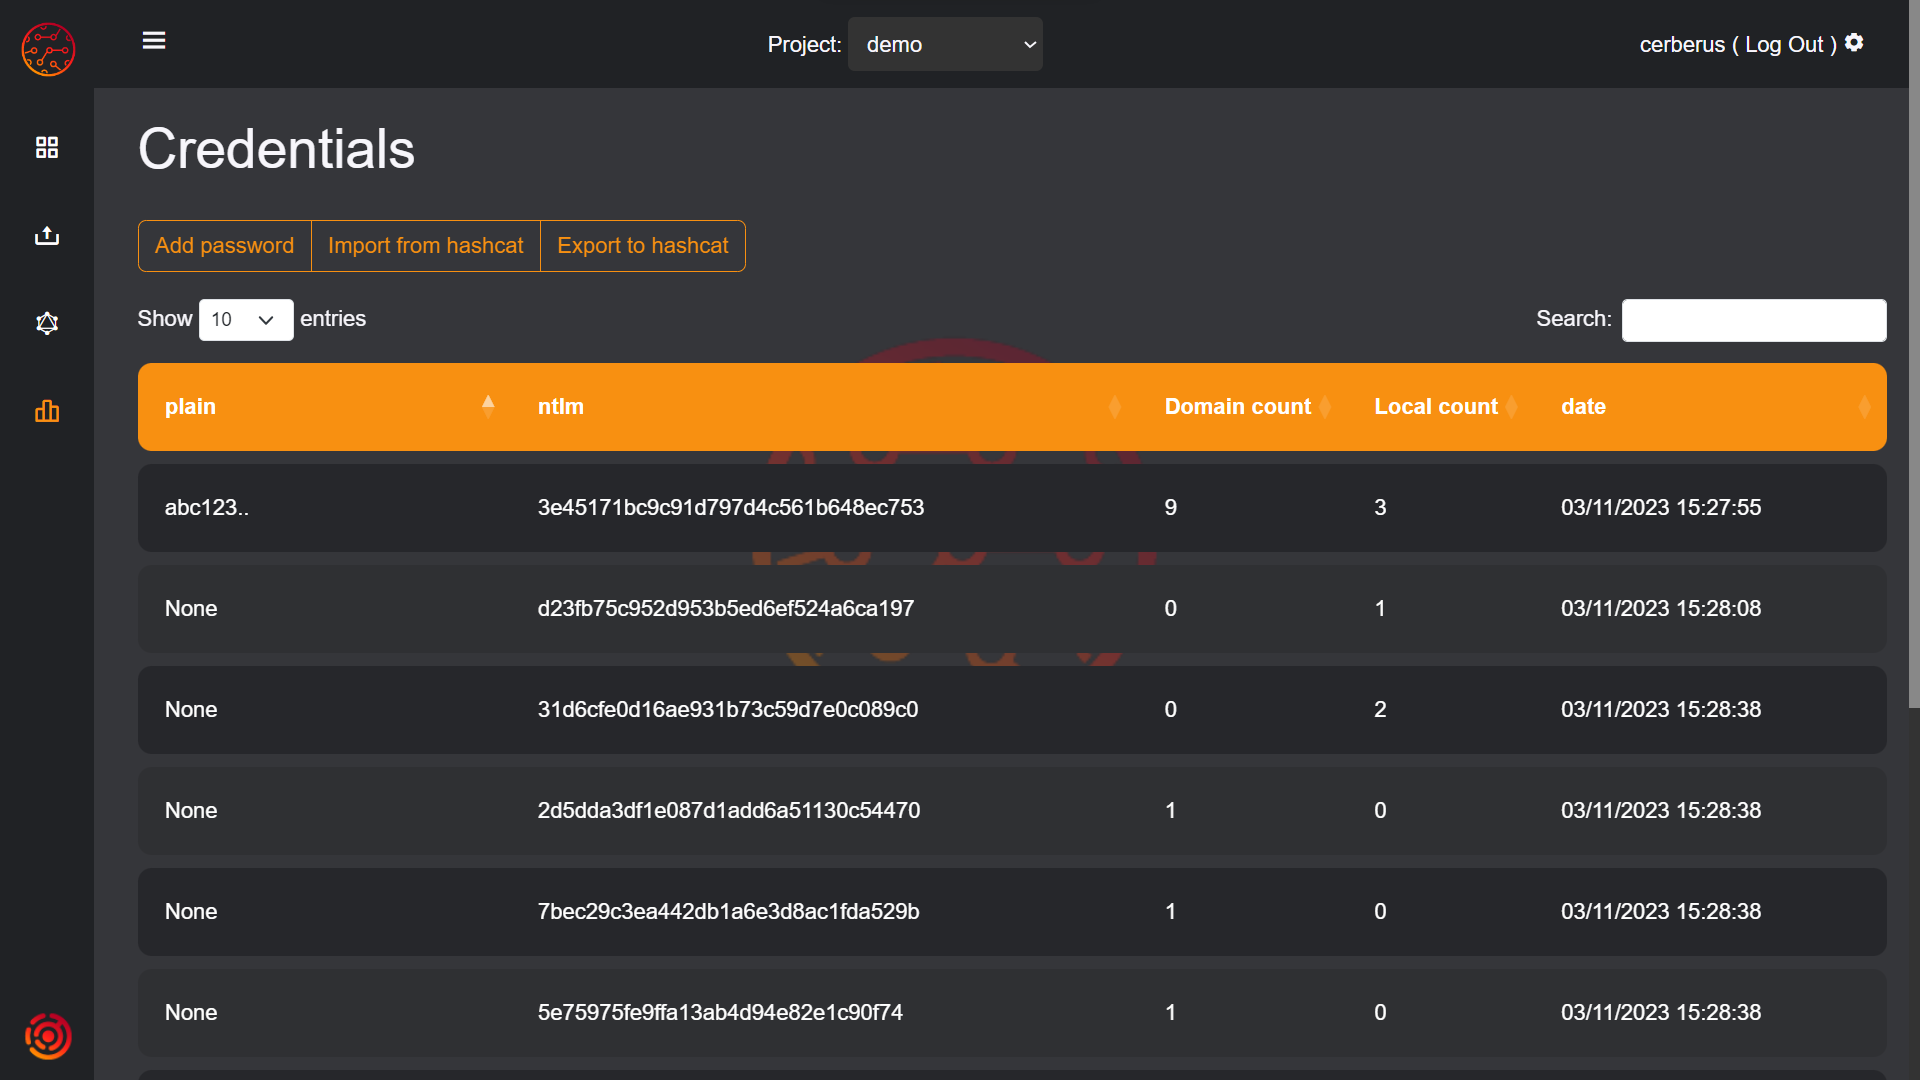 Project: demo
cerberus ( Log Out )
Credentials
Add password Import from hashcat Export to hashcat
Show 10 entries
Search:
plain ntlm Domain count Local count date
abc123.. 3e45171bc9c91d797d4c561b648ec753 9 3 03/11/2023 15:27:55
None d23fb75c952d953b5ed6ef524a6ca197 0 1 03/11/2023 15:28:08
None 31d6cfe0d16ae931b73c59d7e0c089c0 0 2 03/11/2023 15:28:38
None 2d5dda3df1e087d1add6a51130c54470 1 0 03/11/2023 15:28:38
None 7bec29c3ea442db1a6e3d8ac1fda529b 1 0 03/11/2023 15:28:38
None 5e75975fe9ffa13ab4d94e82e1c90f74 1 0 03/11/2023 15:28:38